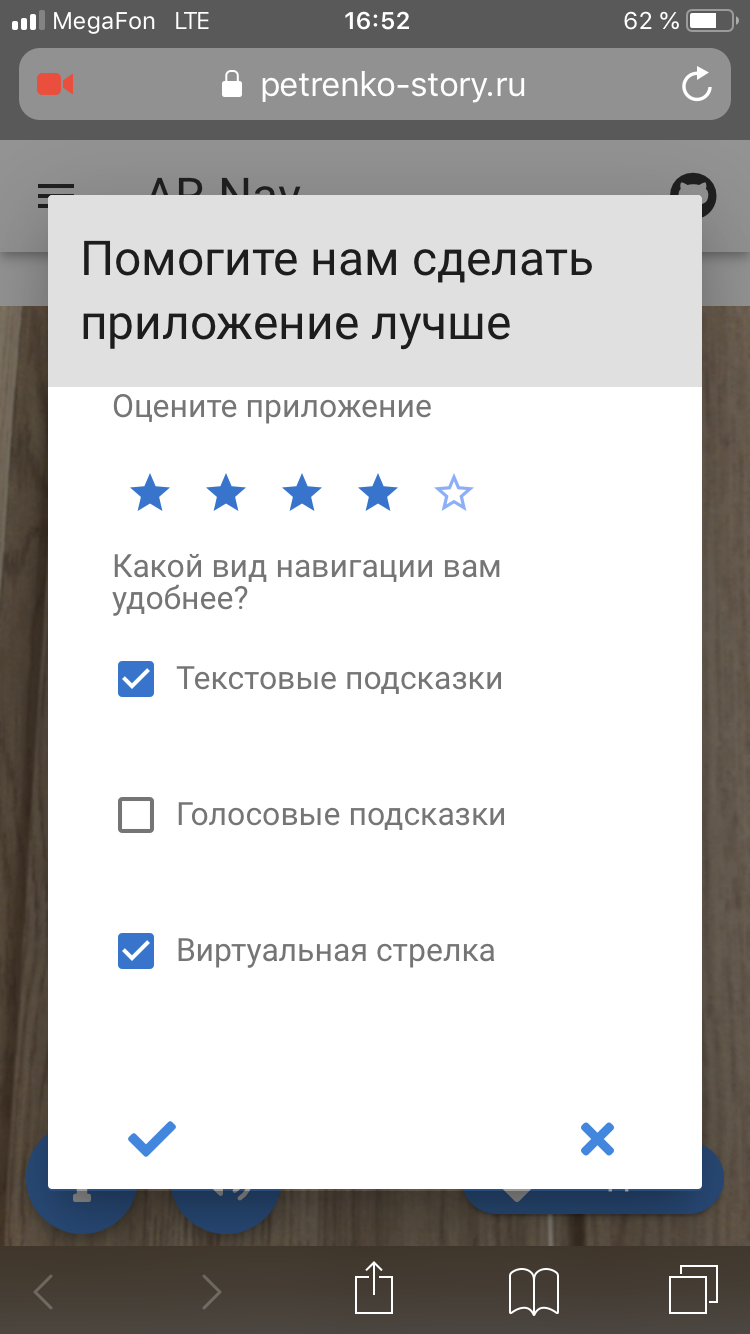 MegaFon LTE 16:52 62 %
petrenko-story.ru
AR Nav
Помогите нам сделать
приложение лучше
Оцените приложение
Какой вид навигации вам
удобнее?
Текстовые подсказки
Голосовые подсказки
Виртуальная стрелка